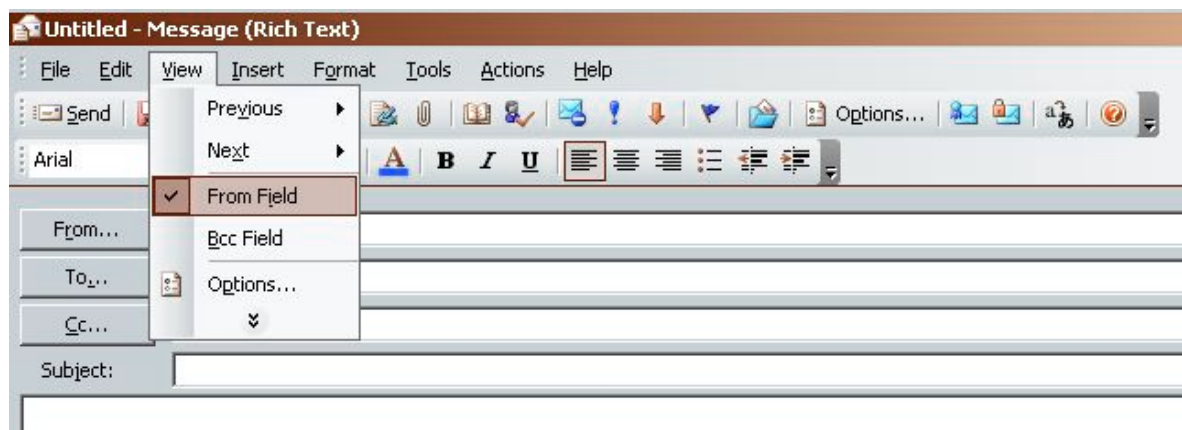 Untitled - Message (Rich Text)
File Edit View Insert Format Tools Actions Help
Send Options...
Previous
Next
Arial A B I U
From Field
From...
Bcc Field
To...
Options...
Cc...
Subject: